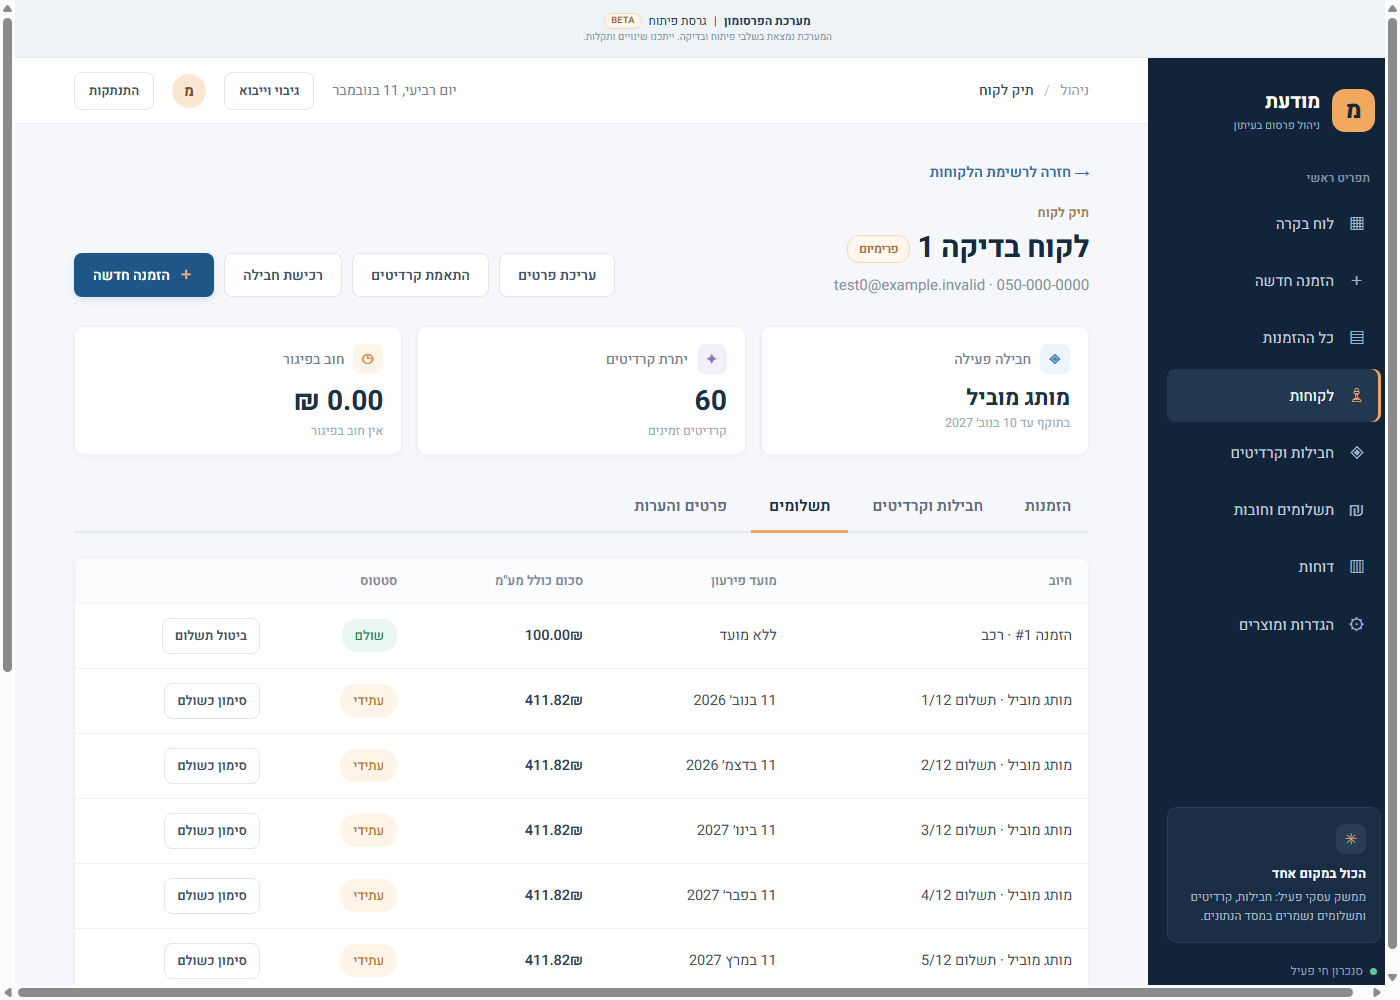 מערכת הפרסומון | גרסת פיתוח BETA
המערכת נמצאת בשלבי פיתוח ובדיקה. ייתכנו שינויים ותקלות.
מ
מודעת
ניהול פרסום בעיתון
תפריט ראשי
לוח בקרה
הזמנה חדשה
כל ההזמנות
לקוחות
חבילות וקרדיטים
תשלומים וחובות
דוחות
הגדרות ומוצרים
הכול במקום אחד
ממשק עסקי פעיל: חבילות, קרדיטים
ותשלומים נשמרים במסד הנתונים.
סנכרון חי פעיל
ניהול / תיק לקוח
יום רביעי, 11 בנובמבר
גיבוי וייבוא
מ
התנתקות
→ חזרה לרשימת הלקוחות
תיק לקוח
לקוח בדיקה 1 פרימיום
test0@example.invalid · 050-000-0000
עריכת פרטים
התאמת קרדיטים
רכישת חבילה
+ הזמנה חדשה
חבילה פעילה
מותג מוביל
בתוקף עד 10 בנוב׳ 2027
יתרת קרדיטים
60
קרדיטים זמינים
חוב בפיגור
0.00 ₪
אין חוב בפיגור
הזמנות
חבילות וקרדיטים
תשלומים
פרטים והערות
חיוב מועד פירעון סכום כולל מע"מ סטטוס
הזמנה #1 · רכב ללא מועד ₪100.00 שולם ביטול תשלום
מותג מוביל · תשלום 1/12 11 בנוב׳ 2026 ₪411.82 עתידי סימון כשולם
מותג מוביל · תשלום 2/12 11 בדצמ׳ 2026 ₪411.82 עתידי סימון כשולם
מותג מוביל · תשלום 3/12 11 בינו׳ 2027 ₪411.82 עתידי סימון כשולם
מותג מוביל · תשלום 4/12 11 בפבר׳ 2027 ₪411.82 עתידי סימון כשולם
מותג מוביל · תשלום 5/12 11 במרץ 2027 ₪411.82 עתידי סימון כשולם